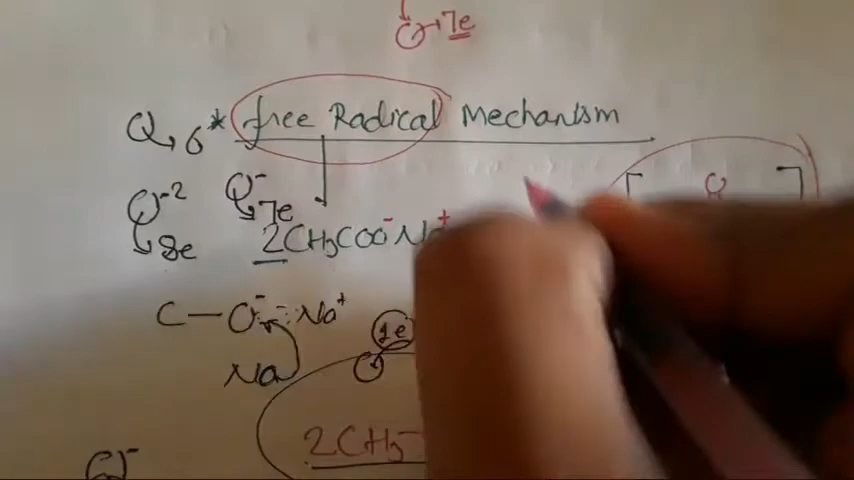 O→7e
O→6 * free Radical Mechanism
O⁻² O⁻
→8e →7e
2CH₃COO⁻Na⁺
C—O⁻ Na⁺
1e
Na O
2CH₃
O⁻